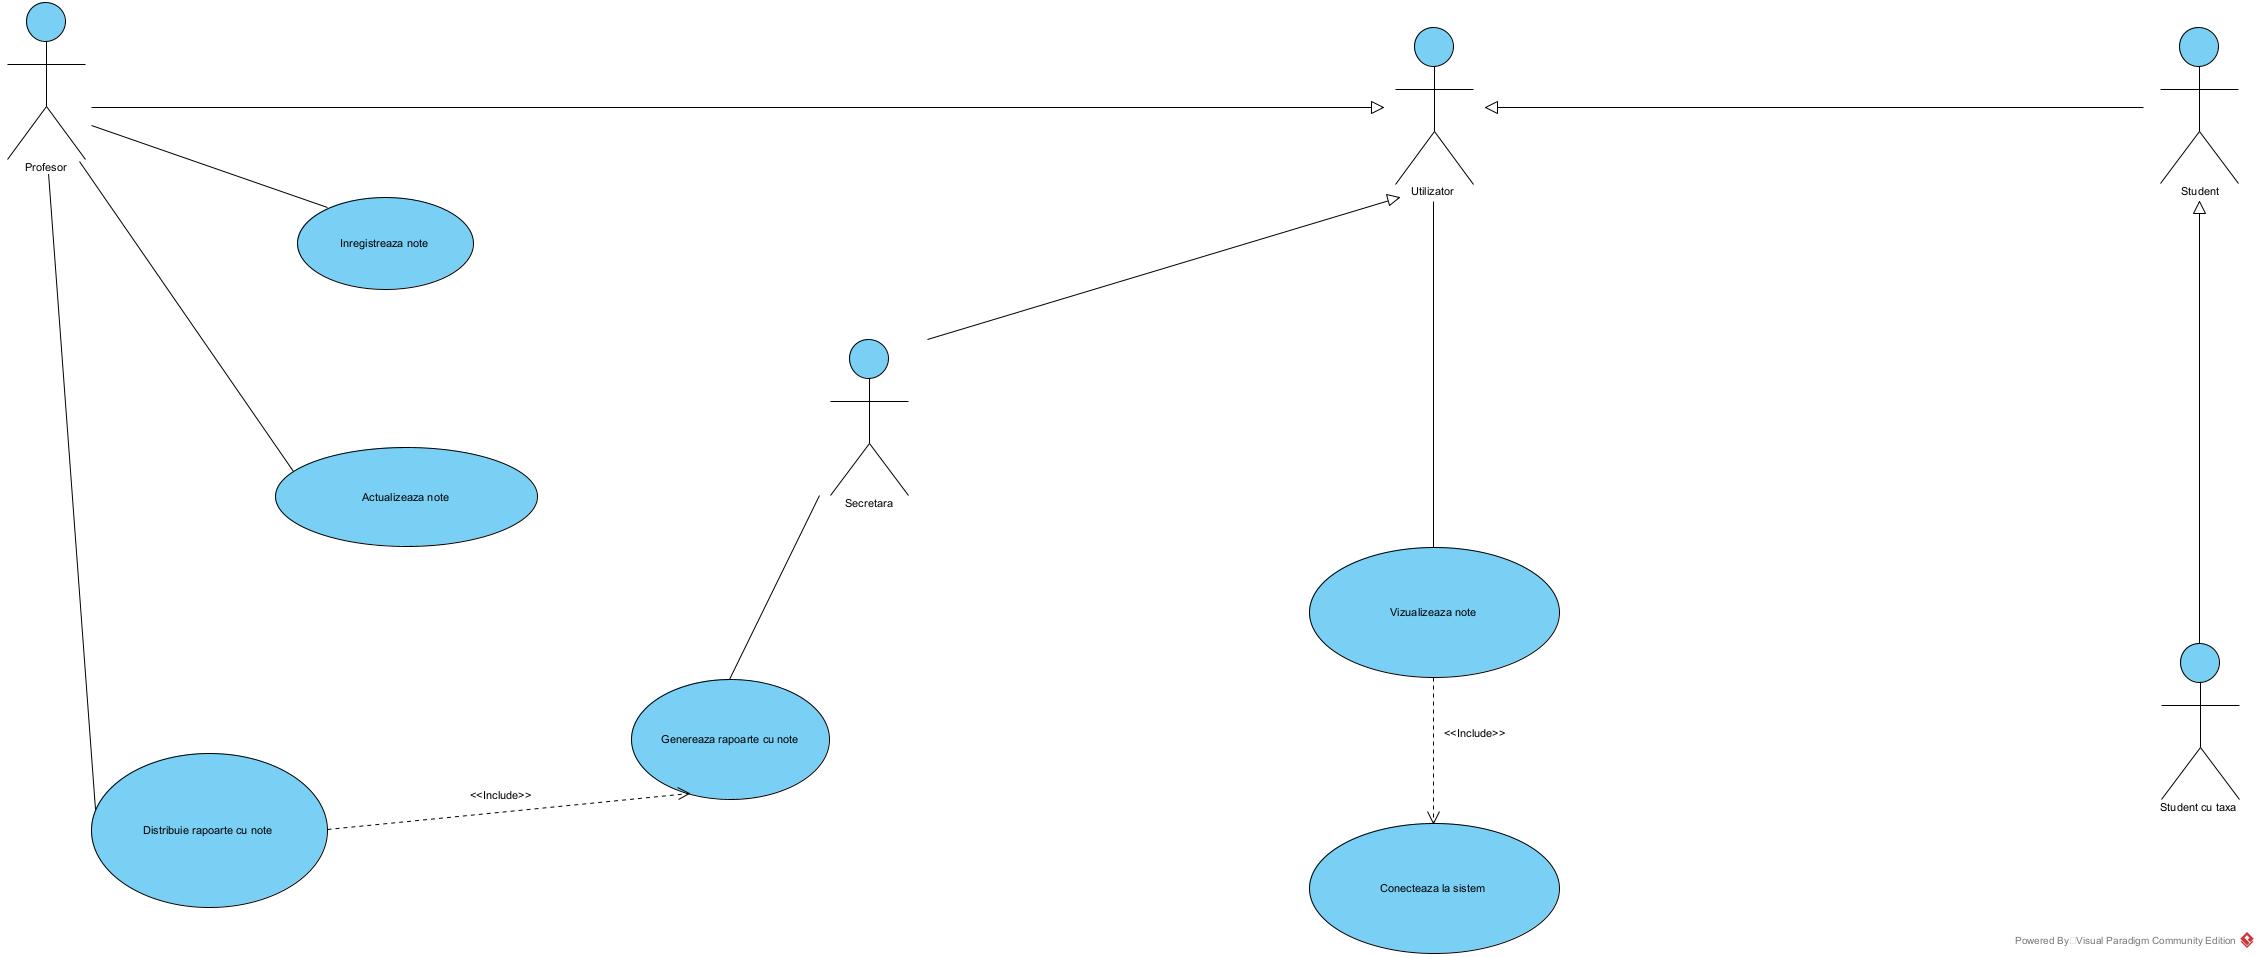 Profesor
Utilizator
Student
Inregistreaza note
Actualizeaza note
Secretara
Vizualizeaza note
Genereaza rapoarte cu note
<<Include>>
<<Include>>
Student cu taxa
Distribuie rapoarte cu note
Conecteaza la sistem
Powered By Visual Paradigm Community Edition